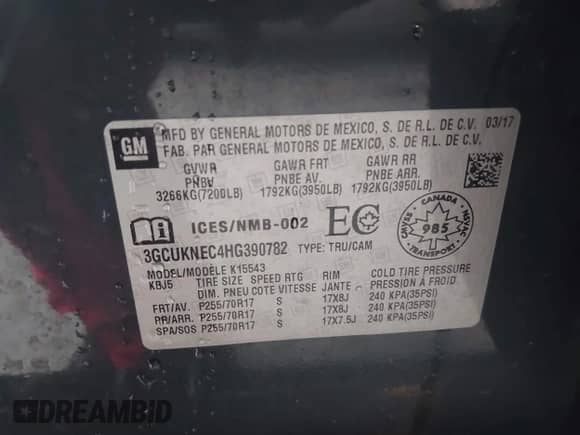 GM
MFD BY GENERAL MOTORS DE MEXICO, S. DE R.L. DE C.V. 03/17
FAB. PAR GENERAL MOTORS DE MEXICO, S. DE R.L. DE C.V.
GVWR GAWR FRT GAWR RR
PNBV PNBE AV. PNBE ARR.
3266KG(7200LB) 1792KG(3950LB) 1792KG(3950LB)
ICES/NMB-002 EC
CANADA
985
TRANSPORT
3GCUKNEC4HG390782 TYPE: TRU/CAM
MODEL/MODÈLE K15543
KBJ5 TIRE SIZE SPEED RTG RIM COLD TIRE PRESSURE
DIM. PNEU COTE VITESSE JANTE PRESSION À FROID
FRT/AV. P255/70R17 S 17X8J 240 KPA(35PSI)
RR/ARR. P255/70R17 S 17X8J 240 KPA(35PSI)
SPA/SOS P255/70R17 S 17X7.5J 240 KPA(35PSI)
DREAMBID